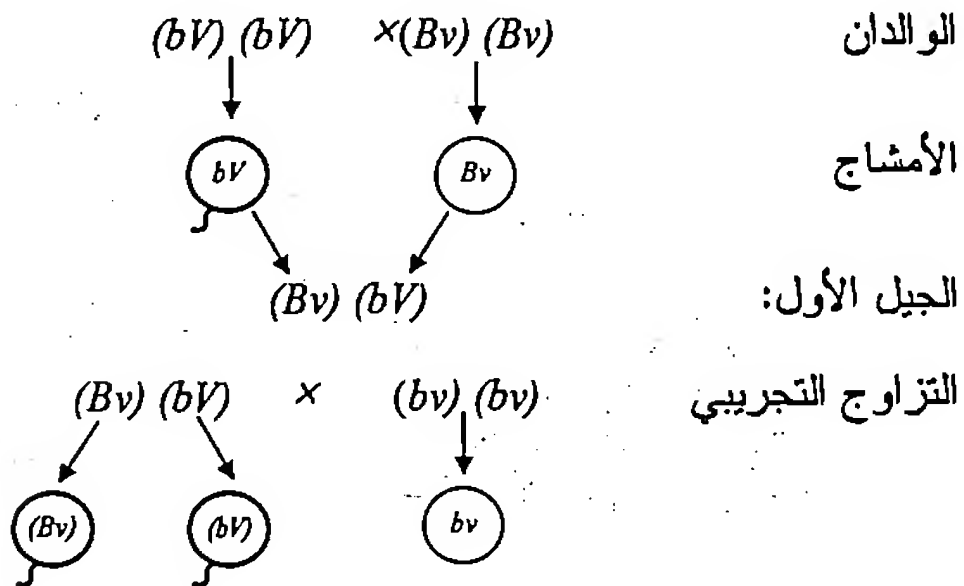 الوالدان (bV) (bV) ×(Bv) (Bv)
الأمشاج bV Bv
الجيل الأول: (Bv) (bV)
التزاوج التجريبي (Bv) (bV) × (bv) (bv)
(Bv) (bV) bv